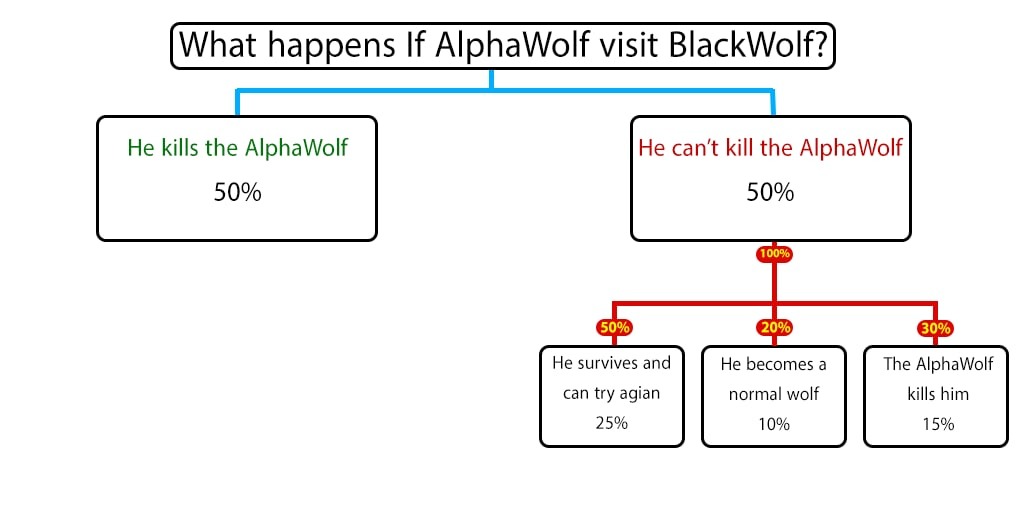 What happens If AlphaWolf visit BlackWolf?
He kills the AlphaWolf
50%
He can't kill the AlphaWolf
50%
100%
50%
20%
30%
He survives and
can try agian
25%
He becomes a
normal wolf
10%
The AlphaWolf
kills him
15%